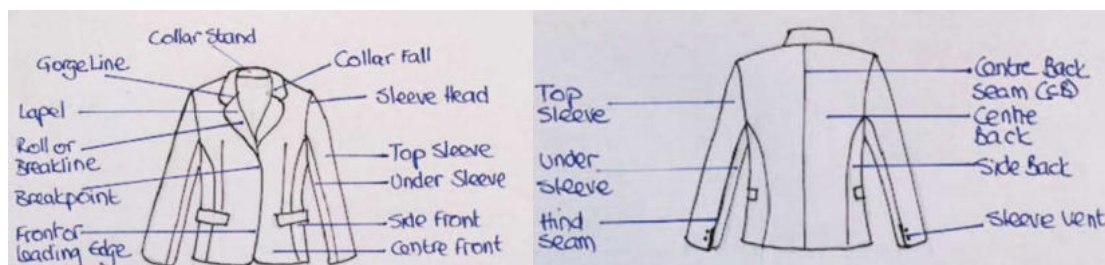 Collar Stand
Gorge Line
Collar Fall
Lapel
Sleeve Head
Roll or
Breakline
Top Sleeve
Under Sleeve
Breakpoint
Side Front
Front or
Leading Edge
Centre Front
Top
Sleeve
Centre Back
Seam (CB)
Centre
Back
Under
Sleeve
Side Back
Hind
Seam
Sleeve Vent